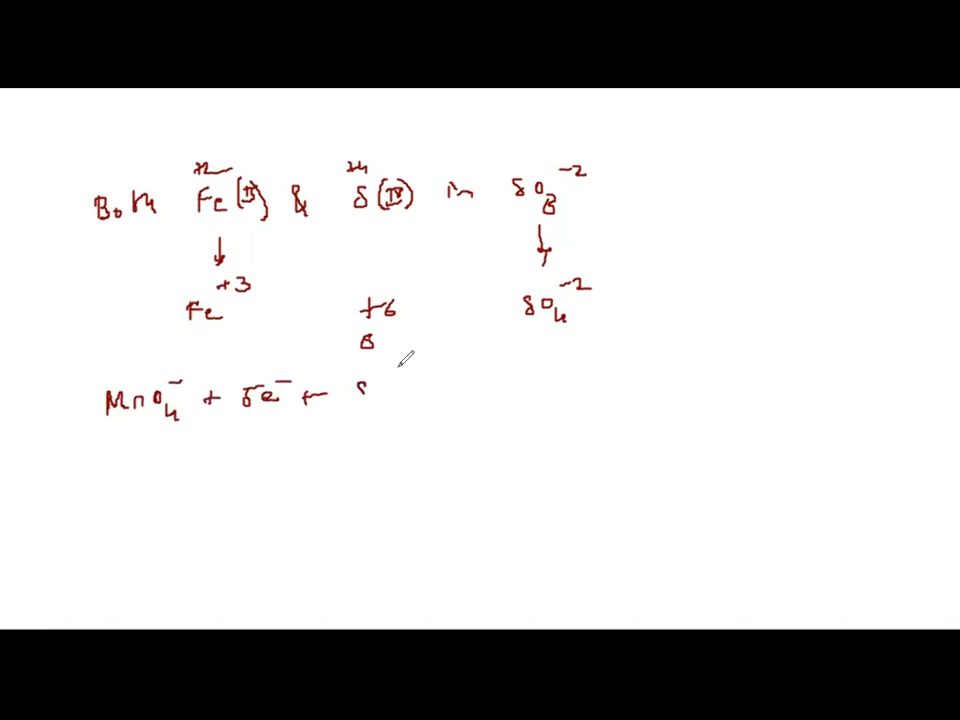 +2 +4
Both Fe(II) & S(IV) in SO3^-2
↓ ↓
Fe^+3 +6 SO4^-2
S
MnO4^- + 5e^- +